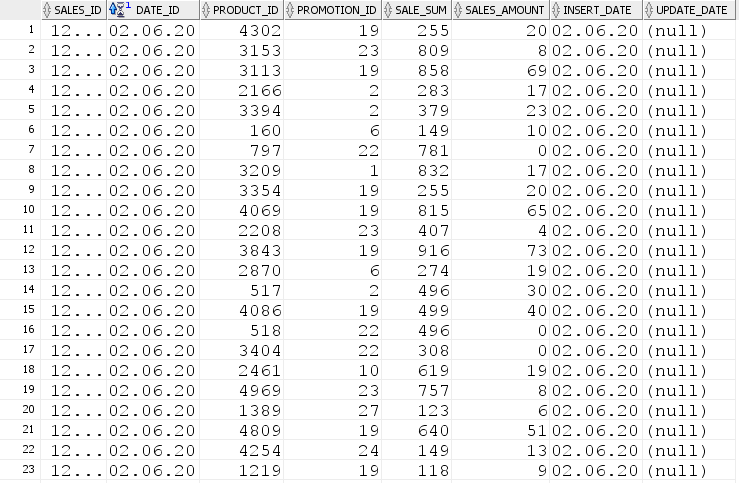 SALES_ID DATE_ID PRODUCT_ID PROMOTION_ID SALE_SUM SALES_AMOUNT INSERT_DATE UPDATE_DATE
1 12... 02.06.20 4302 19 255 20 02.06.20 (null)
2 12... 02.06.20 3153 23 809 8 02.06.20 (null)
3 12... 02.06.20 3113 19 858 69 02.06.20 (null)
4 12... 02.06.20 2166 2 283 17 02.06.20 (null)
5 12... 02.06.20 3394 2 379 23 02.06.20 (null)
6 12... 02.06.20 160 6 149 10 02.06.20 (null)
7 12... 02.06.20 797 22 781 0 02.06.20 (null)
8 12... 02.06.20 3209 1 832 17 02.06.20 (null)
9 12... 02.06.20 3354 19 255 20 02.06.20 (null)
10 12... 02.06.20 4069 19 815 65 02.06.20 (null)
11 12... 02.06.20 2208 23 407 4 02.06.20 (null)
12 12... 02.06.20 3843 19 916 73 02.06.20 (null)
13 12... 02.06.20 2870 6 274 19 02.06.20 (null)
14 12... 02.06.20 517 2 496 30 02.06.20 (null)
15 12... 02.06.20 4086 19 499 40 02.06.20 (null)
16 12... 02.06.20 518 22 496 0 02.06.20 (null)
17 12... 02.06.20 3404 22 308 0 02.06.20 (null)
18 12... 02.06.20 2461 10 619 19 02.06.20 (null)
19 12... 02.06.20 4969 23 757 8 02.06.20 (null)
20 12... 02.06.20 1389 27 123 6 02.06.20 (null)
21 12... 02.06.20 4809 19 640 51 02.06.20 (null)
22 12... 02.06.20 4254 24 149 13 02.06.20 (null)
23 12... 02.06.20 1219 19 118 9 02.06.20 (null)